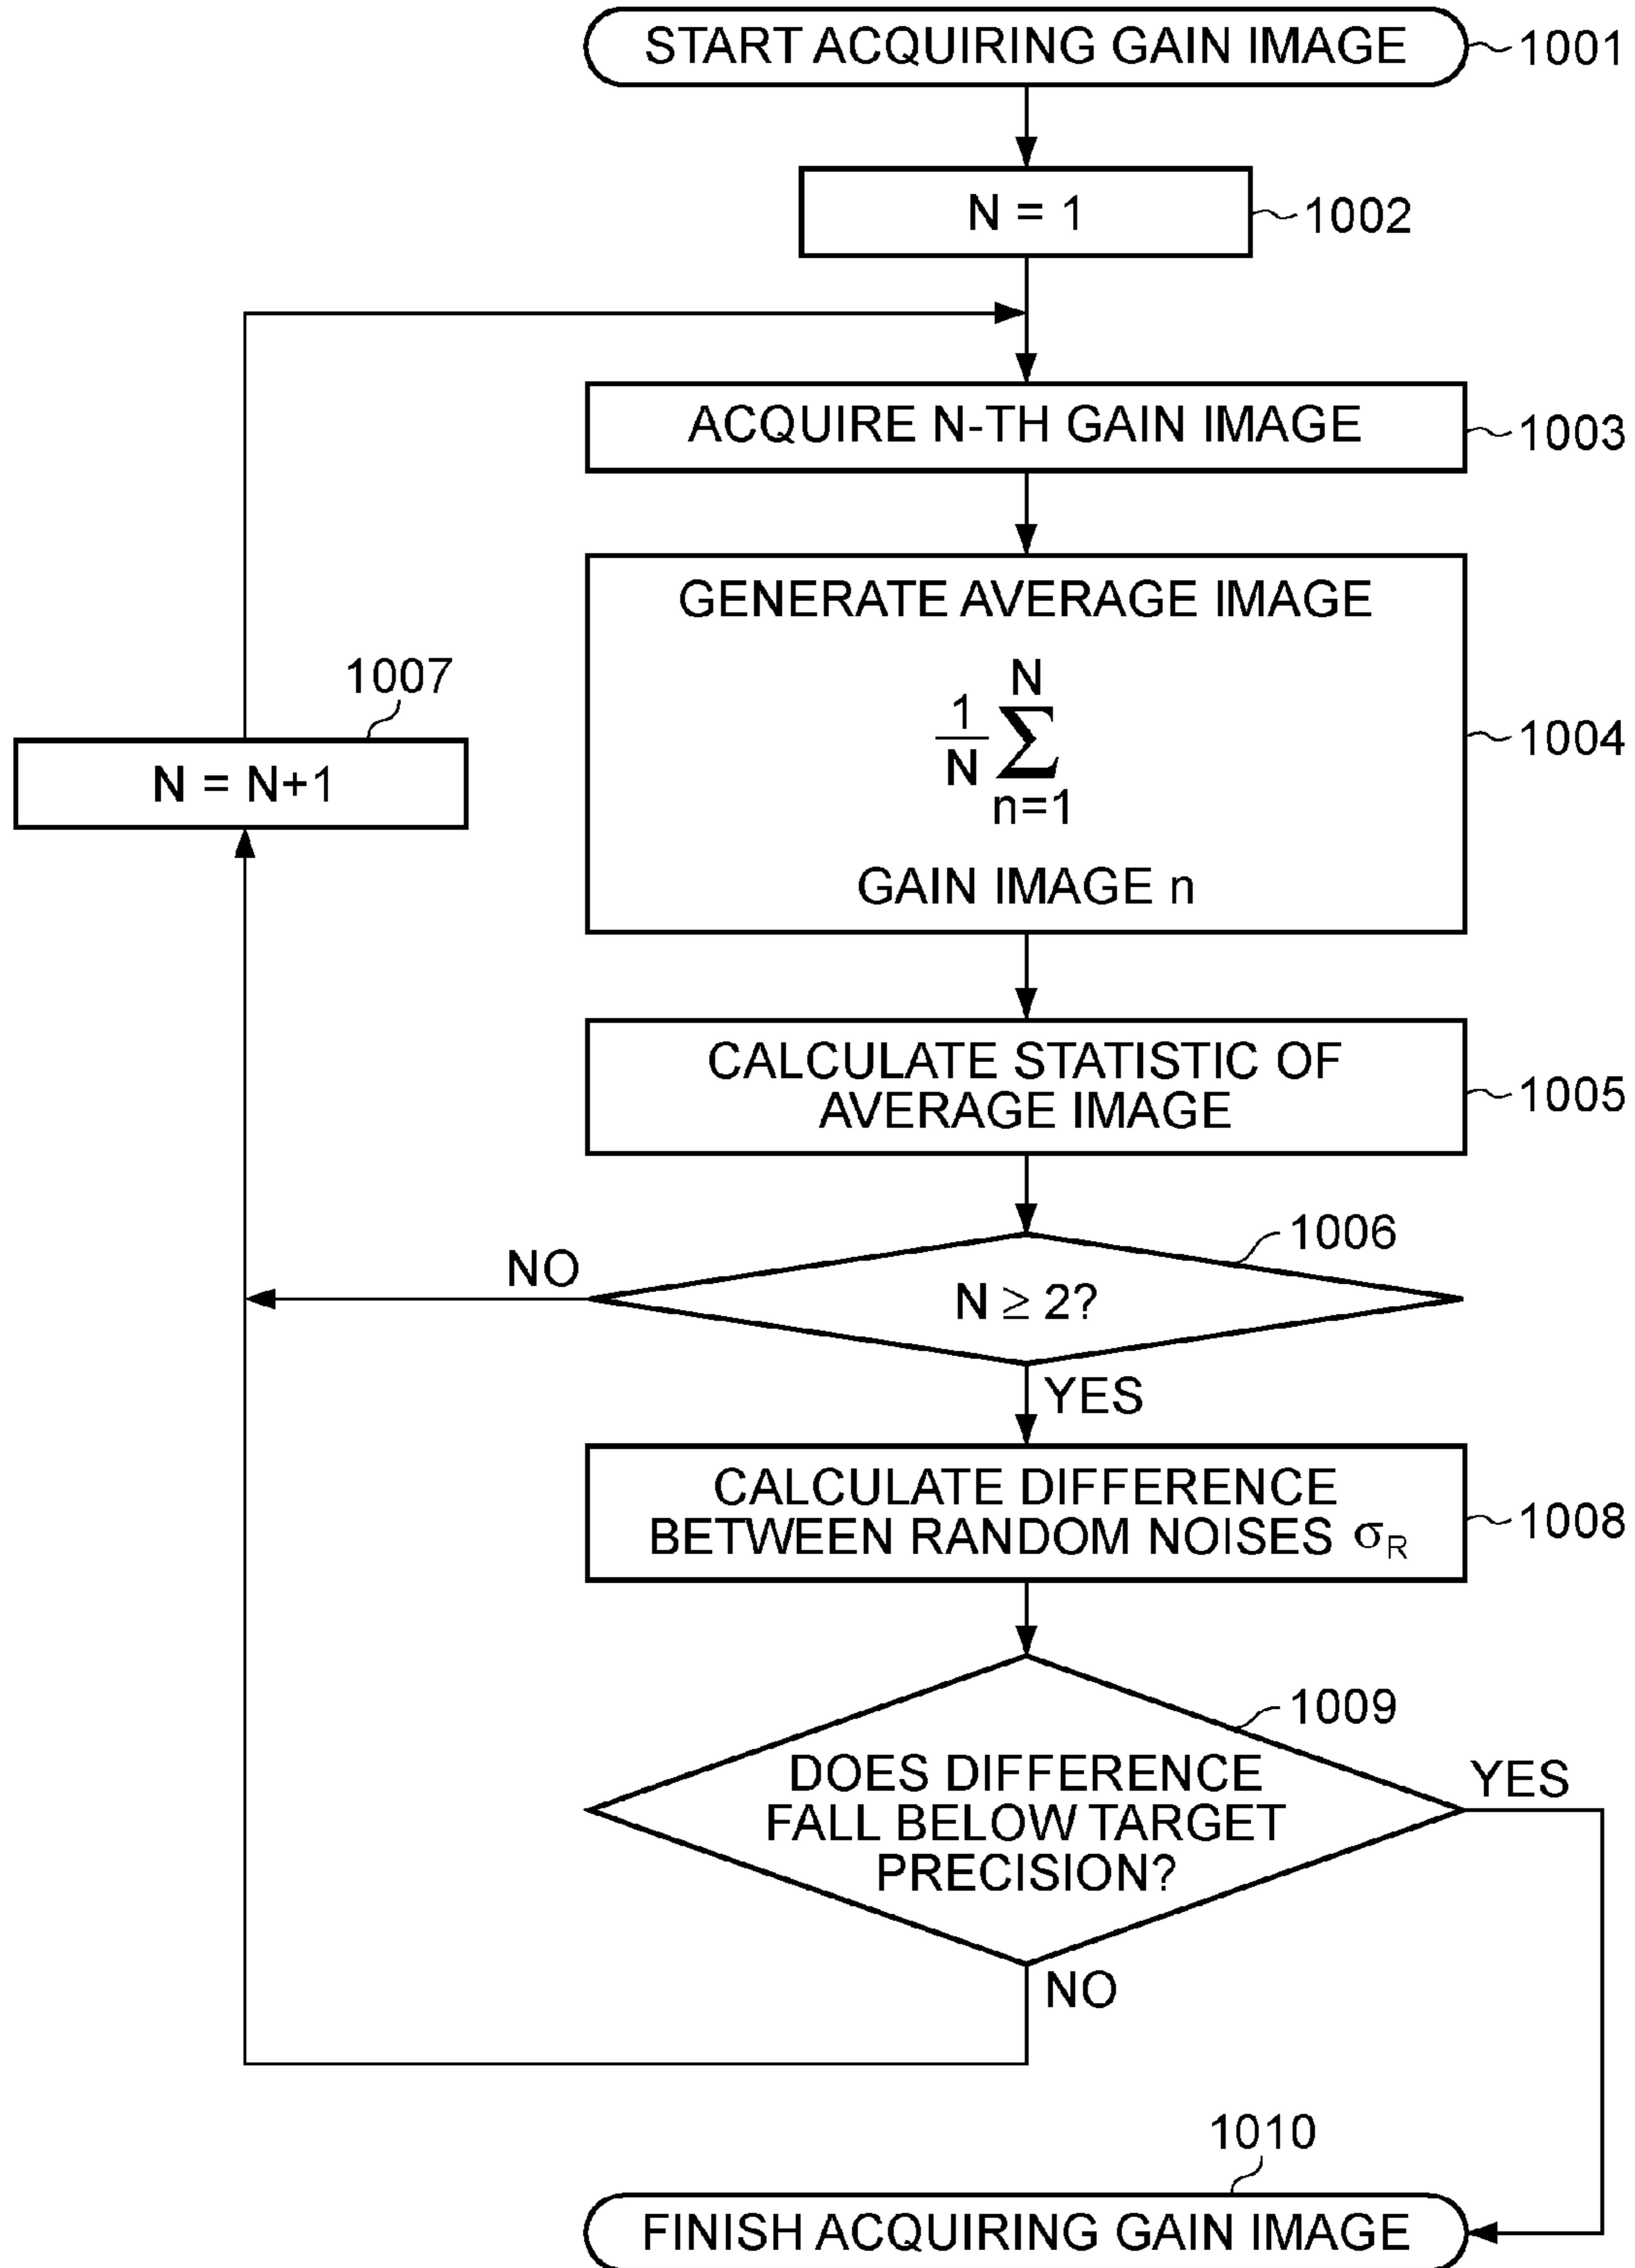 START ACQUIRING GAIN IMAGE
1001
N = 1
1002
ACQUIRE N-TH GAIN IMAGE
1003
GENERATE AVERAGE IMAGE
N
1
N
∑
n=1
GAIN IMAGE n
1004
1007
N = N+1
CALCULATE STATISTIC OF
AVERAGE IMAGE
1005
1006
NO
N ≥ 2?
YES
CALCULATE DIFFERENCE
BETWEEN RANDOM NOISES σR
1008
1009
DOES DIFFERENCE
FALL BELOW TARGET
PRECISION?
YES
NO
1010
FINISH ACQUIRING GAIN IMAGE